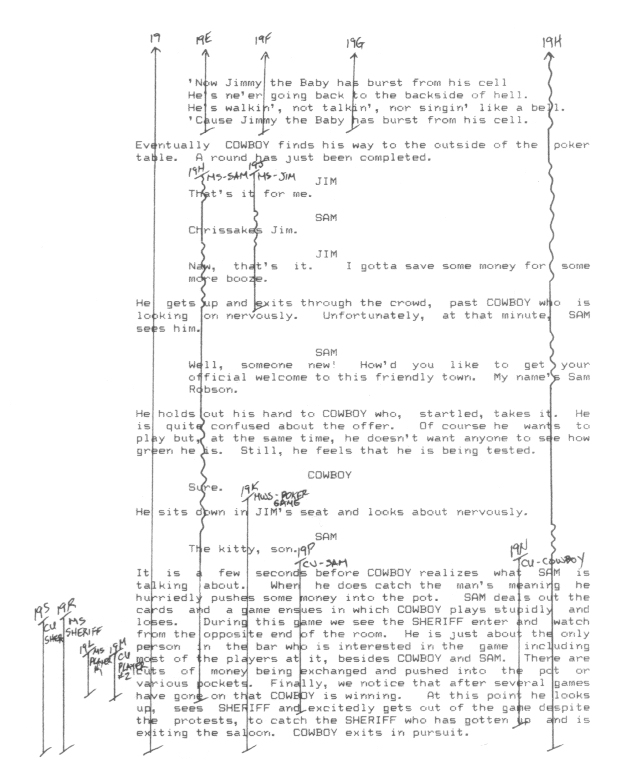 19 19E 19F 19G 19H
'Now Jimmy the Baby has burst from his cell
He's ne'er going back to the backside of hell.
He's walkin', not talkin', nor singin' like a bell.
'Cause Jimmy the Baby has burst from his cell.
Eventually COWBOY finds his way to the outside of the poker
table. A round has just been completed.
19H MS-SAM 19J MS-JIM
JIM
That's it for me.
SAM
Chrissakes Jim.
JIM
Naw, that's it. I gotta save some money for some
more booze.
He gets up and exits through the crowd, past COWBOY who is
looking on nervously. Unfortunately, at that minute, SAM
sees him.
SAM
Well, someone new! How'd you like to get your
official welcome to this friendly town. My name's Sam
Robson.
He holds out his hand to COWBOY who, startled, takes it. He
is quite confused about the offer. Of course he wants to
play but, at the same time, he doesn't want anyone to see how
green he is. Still, he feels that he is being tested.
COWBOY
Sure.
19K MWS-POKER GAME
He sits down in JIM's seat and looks about nervously.
SAM
The kitty, son.
19P CU-SAM 19N CU-COWBOY
It is a few seconds before COWBOY realizes what SAM is
talking about. When he does catch the man's meaning he
hurriedly pushes some money into the pot. SAM deals out the
cards and a game ensues in which COWBOY plays stupidly and
loses. During this game we see the SHERIFF enter and watch
from the opposite end of the room. He is just about the only
person in the bar who is interested in the game including
most of the players at it, besides COWBOY and SAM. There are
cuts of money being exchanged and pushed into the pot or
various pockets. Finally, we notice that after several games
have gone on that COWBOY is winning. At this point he looks
up, sees SHERIFF and excitedly gets out of the game despite
the protests, to catch the SHERIFF who has gotten up and is
exiting the saloon. COWBOY exits in pursuit.
19S CU SHER
19R MS SHERIFF
19L MS PLAYER #1
19M CU PLAYER #2